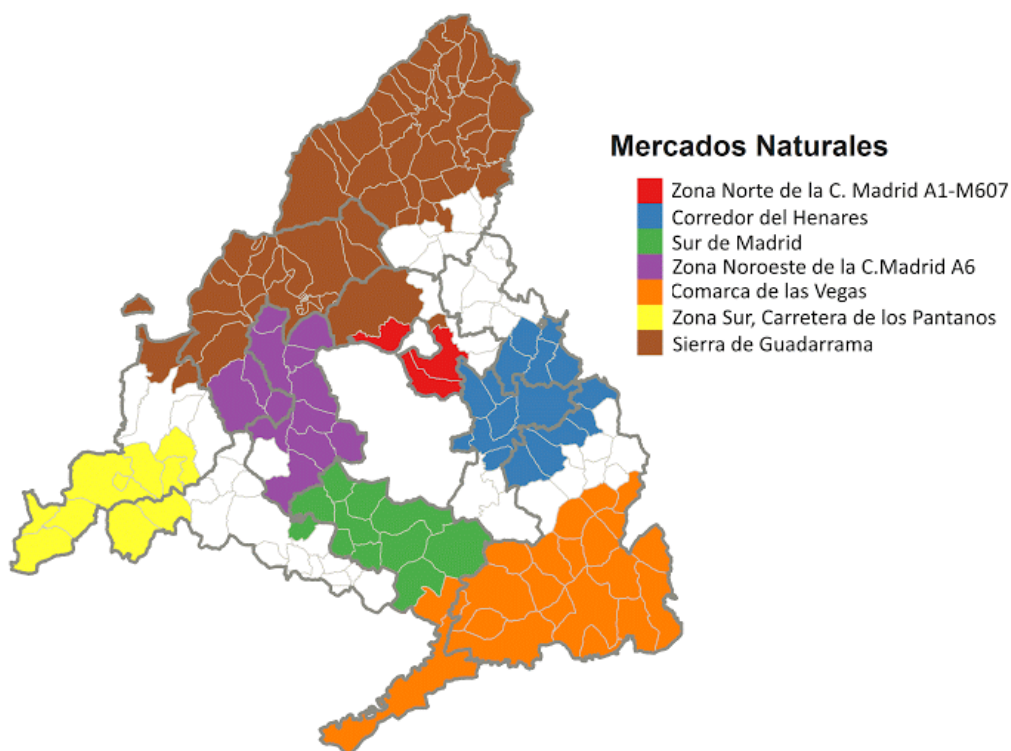 Mercados Naturales
Zona Norte de la C. Madrid A1-M607
Corredor del Henares
Sur de Madrid
Zona Noroeste de la C.Madrid A6
Comarca de las Vegas
Zona Sur, Carretera de los Pantanos
Sierra de Guadarrama